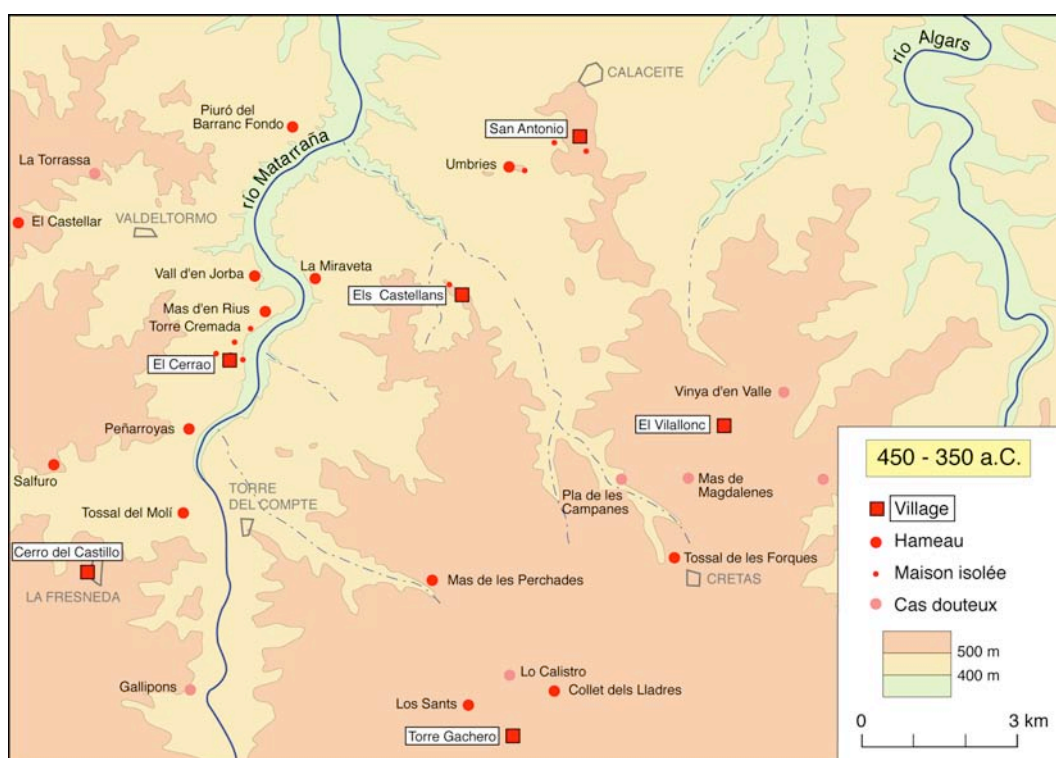 río Algars
CALACEITE
Piuró del
Barranc Fondo
San Antonio
río Matarraña
La Torrassa
Umbries
El Castellar
VALDELTORMO
Vall d'en Jorba
La Miraveta
Els Castellans
Mas d'en Rius
Torre Cremada
El Cerrao
Vinya d'en Valle
El Vilallonc
Peñarroyas
Salfuro
Mas de
Magdalenes
Pla de les
Campanes
TORRE
DEL COMPTE
Tossal del Molí
Cerro del Castillo
Tossal de les Forques
CRETAS
Mas de les Perchades
LA FRESNEDA
Lo Calistro
Gallipons
Collet dels Lladres
Los Sants
Torre Gachero
450 - 350 a.C.
Village
Hameau
Maison isolée
Cas douteux
500 m
400 m
0 3 km